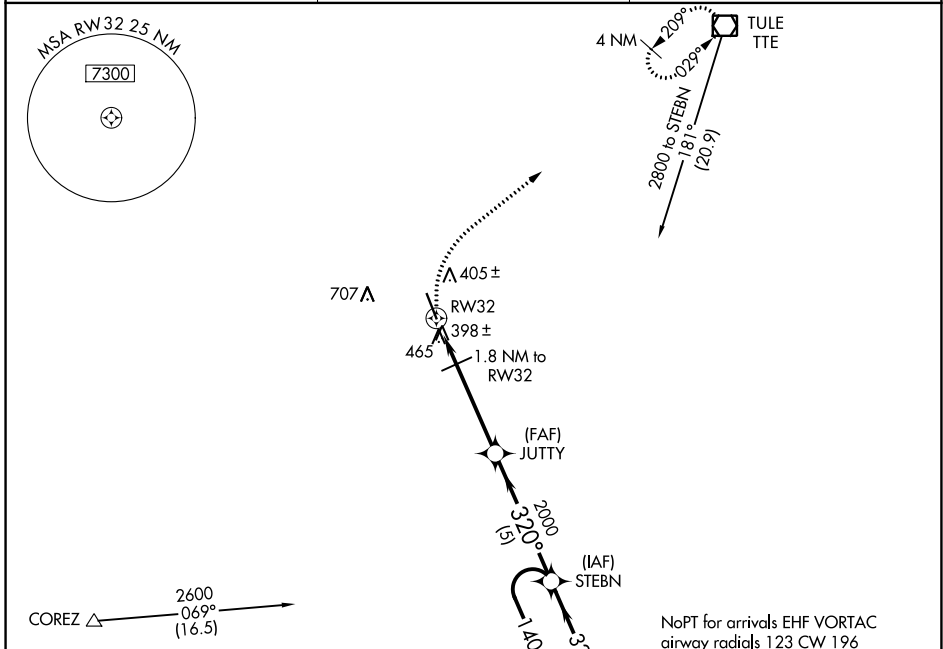 MSA RW32 25 NM
7300
4 NM
209°
029°
TULE
TTE
2800 to STEBN
181°
(20.9)
405±
707
RW32
398±
465
1.8 NM to
RW32
(FAF)
JUTTY
2000
320°
(5)
(IAF)
STEBN
2600
069°
(16.5)
COREZ
140
NoPT for arrivals EHF VORTAC
airway radials 123 CW 196